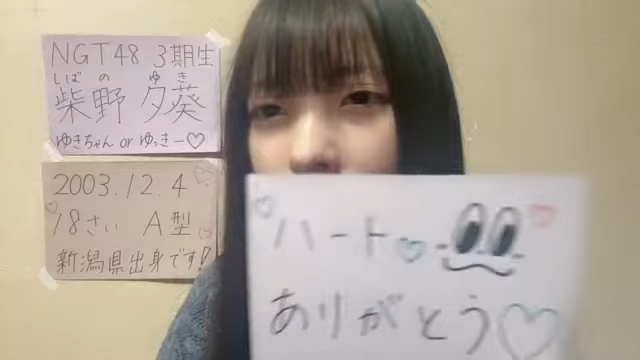 NGT48 3期生
しばの ゆき
柴野 夕葵
ゆきちゃん or ゆっきー♡
2003.12.4
18さい A型
新潟県出身です!
ハート
ありがとう♡